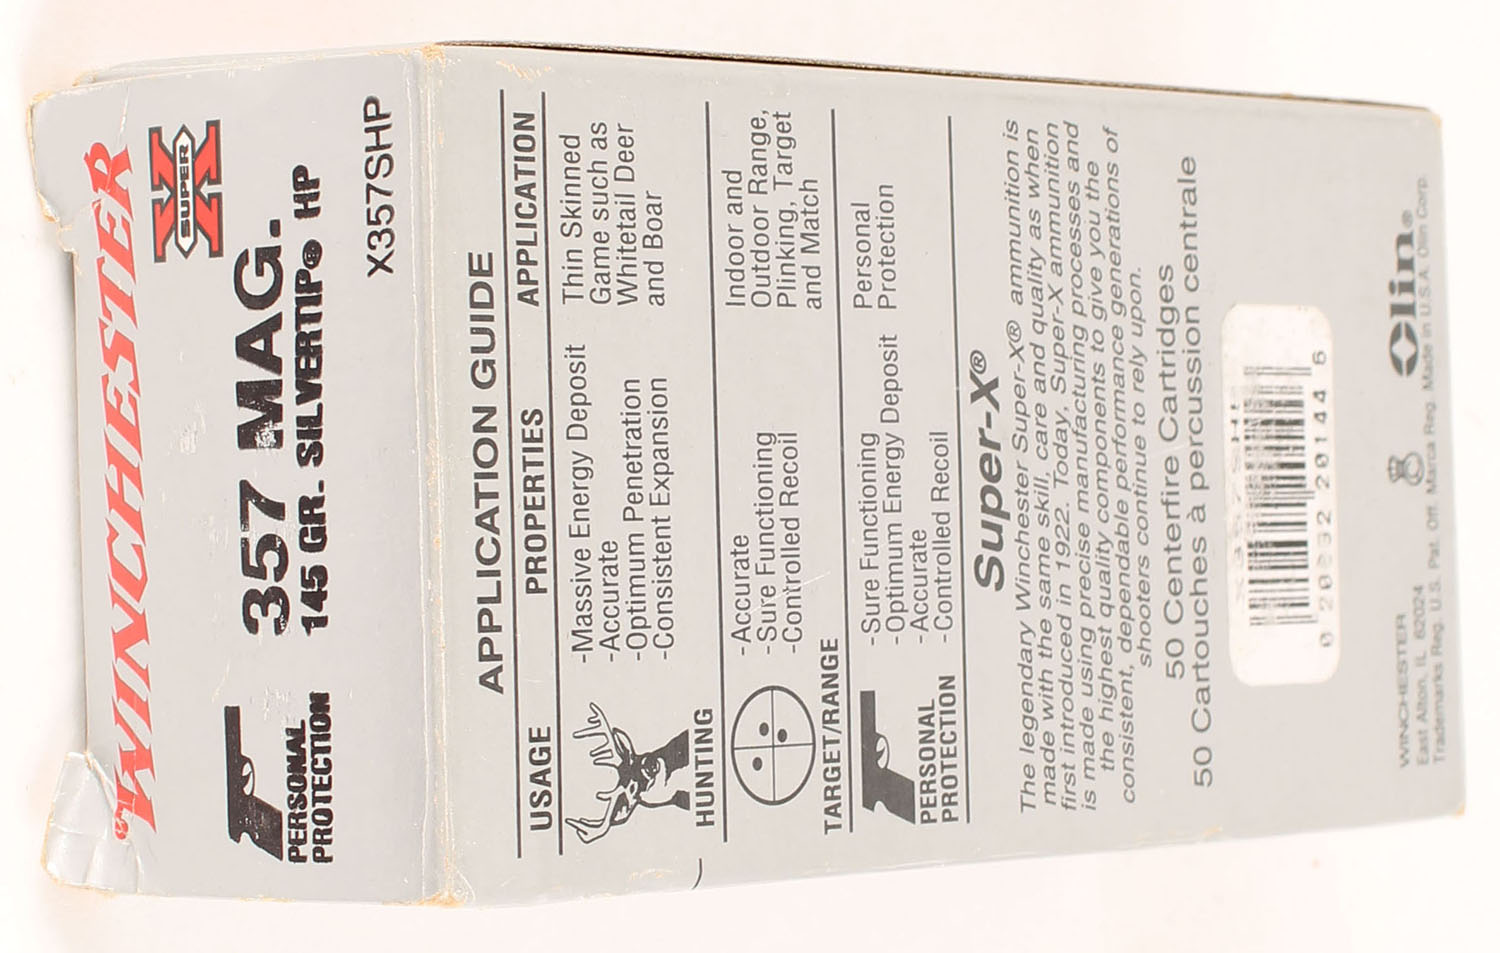 WINCHESTER®
SUPER X
PERSONAL
PROTECTION
357 MAG.
145 GR. SILVERTIP® HP
X357SHP
APPLICATION GUIDE
USAGE PROPERTIES APPLICATION
HUNTING
-Massive Energy Deposit
-Accurate
-Optimum Penetration
-Consistent Expansion
Thin Skinned
Game such as
Whitetail Deer
and Boar
TARGET/RANGE
-Accurate
-Sure Functioning
-Controlled Recoil
Indoor and
Outdoor Range,
Plinking, Target
and Match
PERSONAL
PROTECTION
-Sure Functioning
-Optimum Energy Deposit
-Accurate
-Controlled Recoil
Personal
Protection
Super-X®
The legendary Winchester Super-X® ammunition is
made with the same skill, care and quality as when
first introduced in 1922. Today, Super-X ammunition
is made using precise manufacturing processes and
the highest quality components to give you the
consistent, dependable performance generations of
shooters continue to rely upon.
50 Centerfire Cartridges
50 Cartouches à percussion centrale
X357SHP
0 20892 20144 6
WINCHESTER
East Alton, IL 62024
Olin®
Trademarks Reg. U.S. Pat. Off. Marca Reg. Made in U.S.A. Olin Corp.